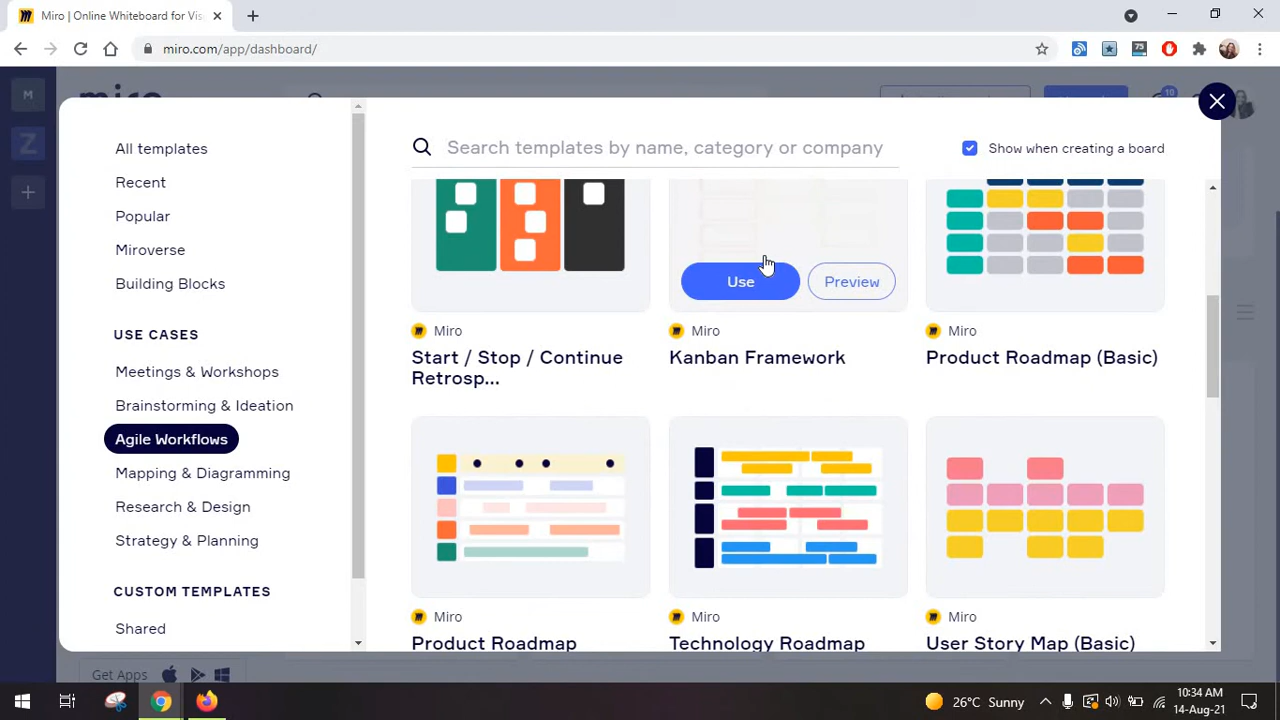 Miro | Online Whiteboard for Vis
miro.com/app/dashboard/
75
M
miro
10
Z
All templates
Recent
Popular
Miroverse
Building Blocks
USE CASES
Meetings & Workshops
Brainstorming & Ideation
Agile Workflows
Mapping & Diagramming
Research & Design
Strategy & Planning
CUSTOM TEMPLATES
Shared
Get Apps
Search templates by name, category or company
Show when creating a board
Use
Preview
Miro
Start / Stop / Continue
Retrosp...
Miro
Kanban Framework
Miro
Product Roadmap (Basic)
Miro
Product Roadmap
Miro
Technology Roadmap
Miro
User Story Map (Basic)
26°C Sunny
10:34 AM
14-Aug-21